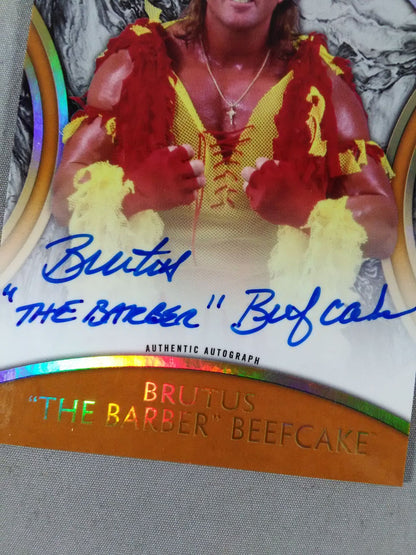 Brutus
"THE BARBER" Beefcake
AUTHENTIC AUTOGRAPH
BRUTUS
"THE BARBER" BEEFCAKE